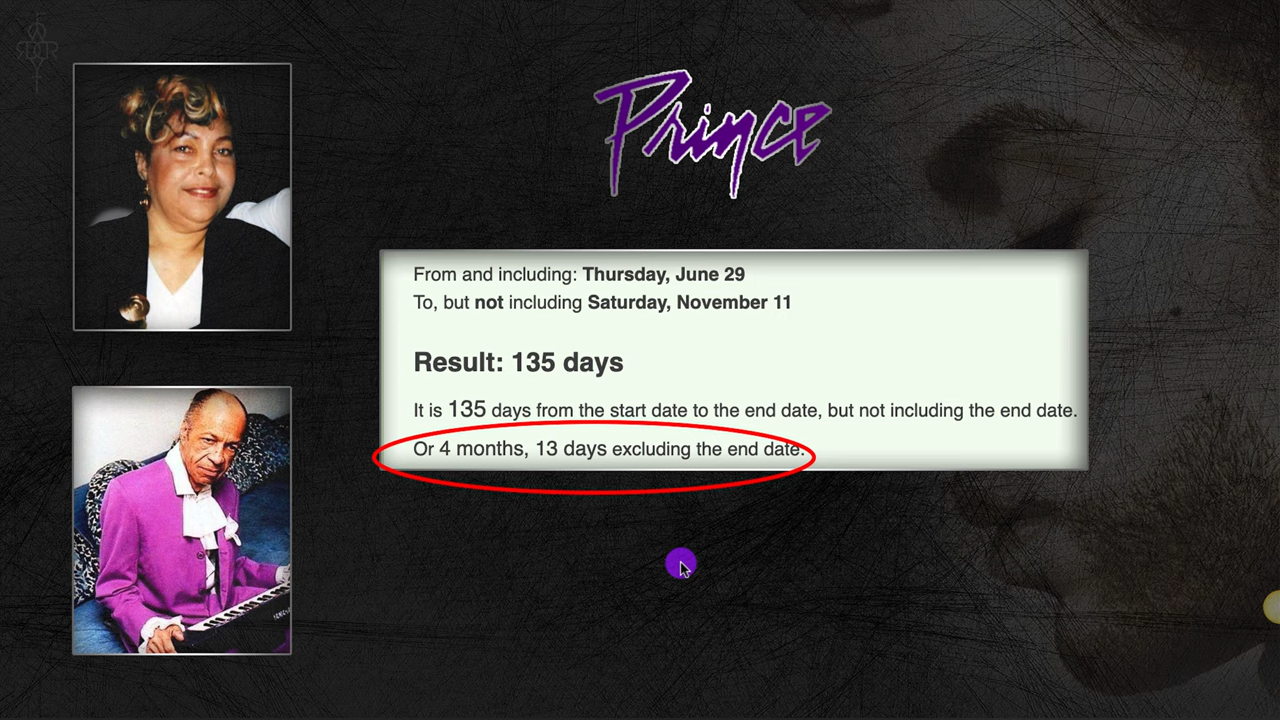 Prince
From and including: Thursday, June 29
To, but not including Saturday, November 11
Result: 135 days
It is 135 days from the start date to the end date, but not including the end date.
Or 4 months, 13 days excluding the end date.